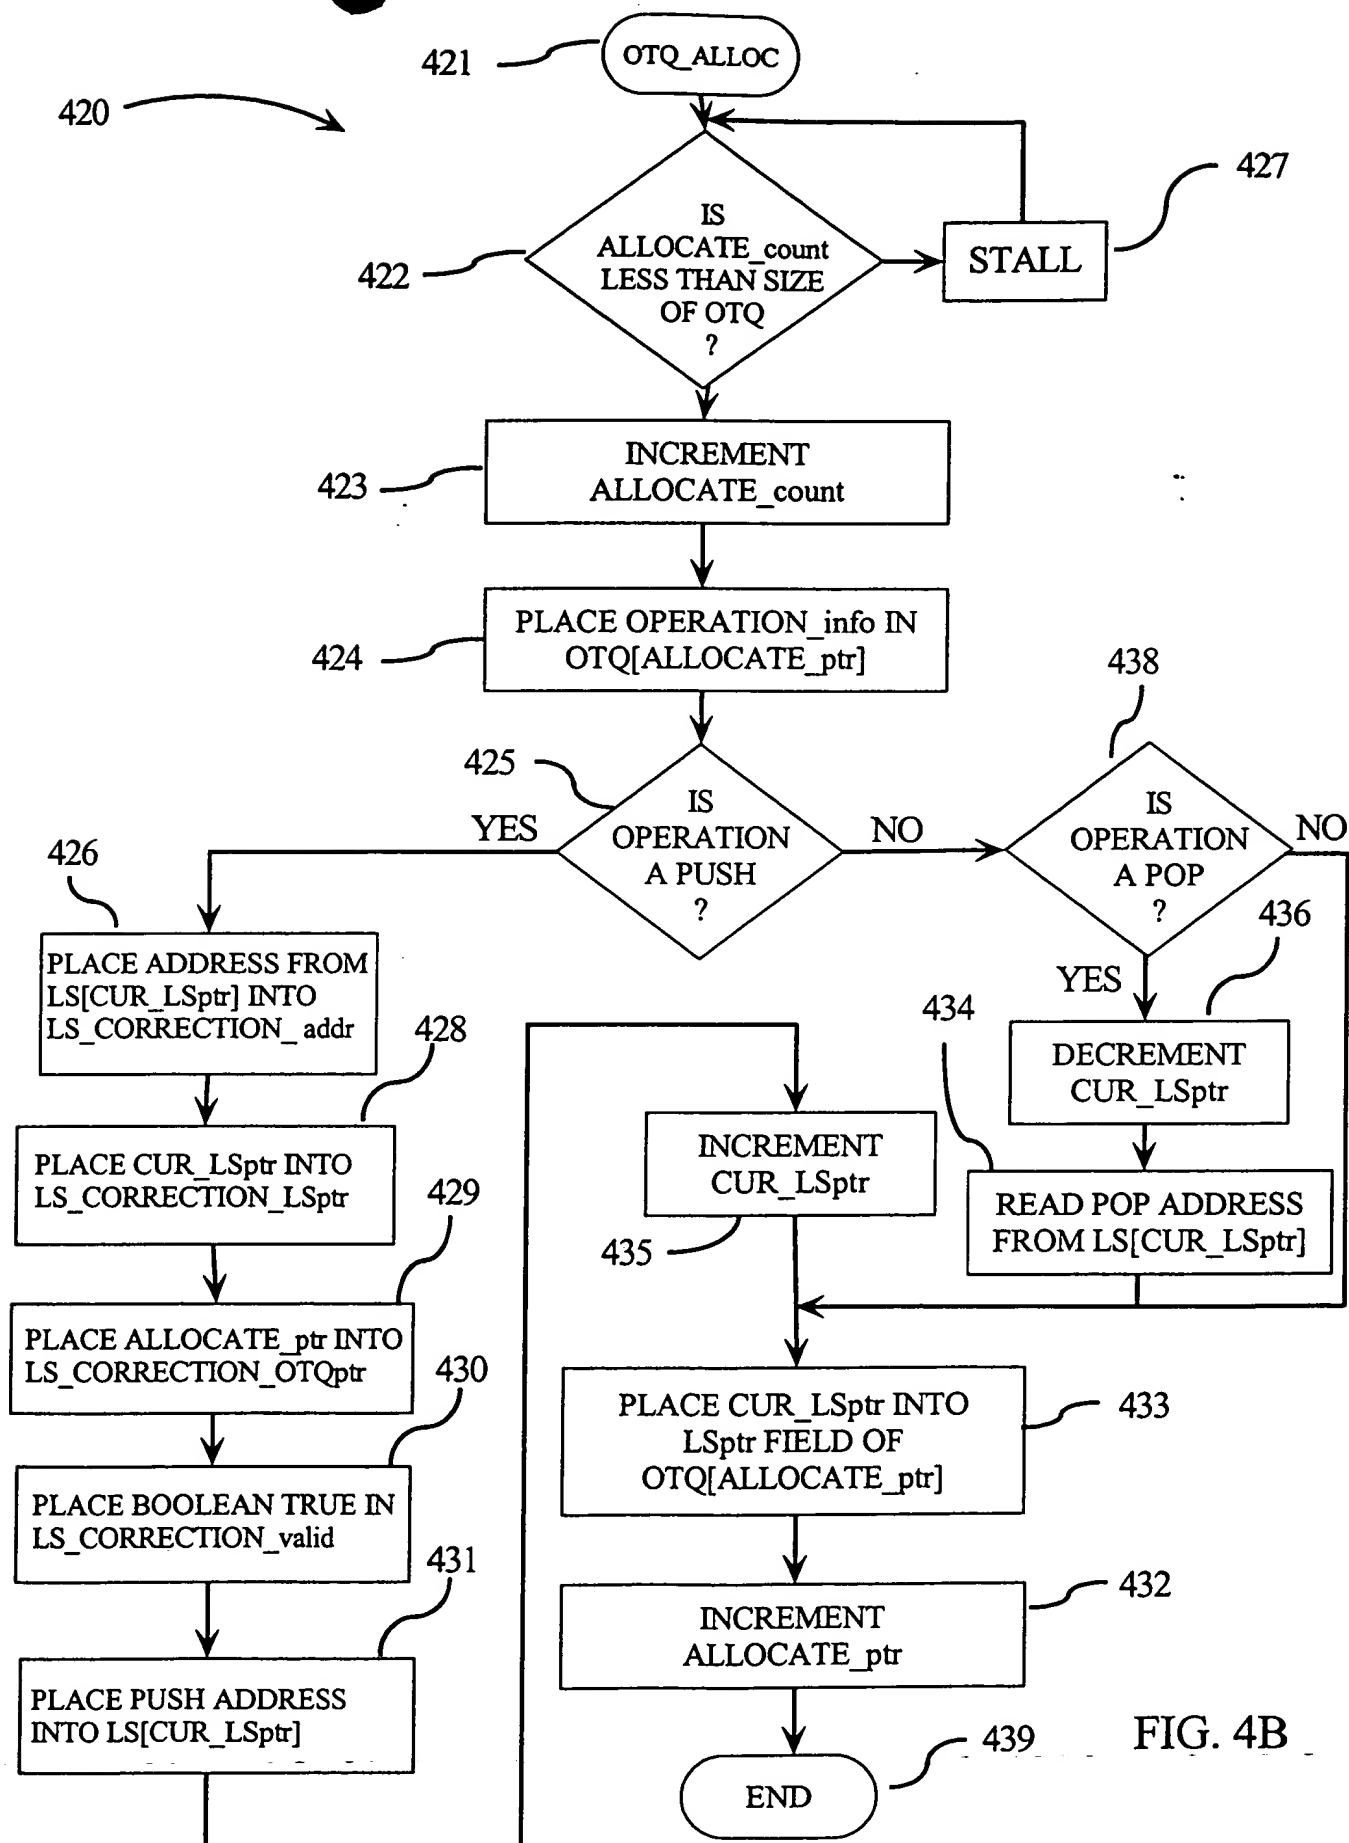 421
OTQ_ALLOC
420
427
IS
ALLOCATE_count
LESS THAN SIZE
OF OTQ
?
422
STALL
INCREMENT
ALLOCATE_count
423
PLACE OPERATION_info IN
OTQ[ALLOCATE_ptr]
424
438
425
IS
OPERATION
A PUSH
?
YES
NO
IS
OPERATION
A POP
?
NO
426
436
YES
PLACE ADDRESS FROM
LS[CUR_LSptr] INTO
LS_CORRECTION_ addr
428
434
DECREMENT
CUR_LSptr
INCREMENT
CUR_LSptr
435
PLACE CUR_LSptr INTO
LS_CORRECTION_LSptr
429
READ POP ADDRESS
FROM LS[CUR_LSptr]
PLACE ALLOCATE_ptr INTO
LS_CORRECTION_OTQptr
430
PLACE CUR_LSptr INTO
LSptr FIELD OF
OTQ[ALLOCATE_ptr]
433
PLACE BOOLEAN TRUE IN
LS_CORRECTION_valid
431
INCREMENT
ALLOCATE_ptr
432
PLACE PUSH ADDRESS
INTO LS[CUR_LSptr]
439
END
FIG. 4B